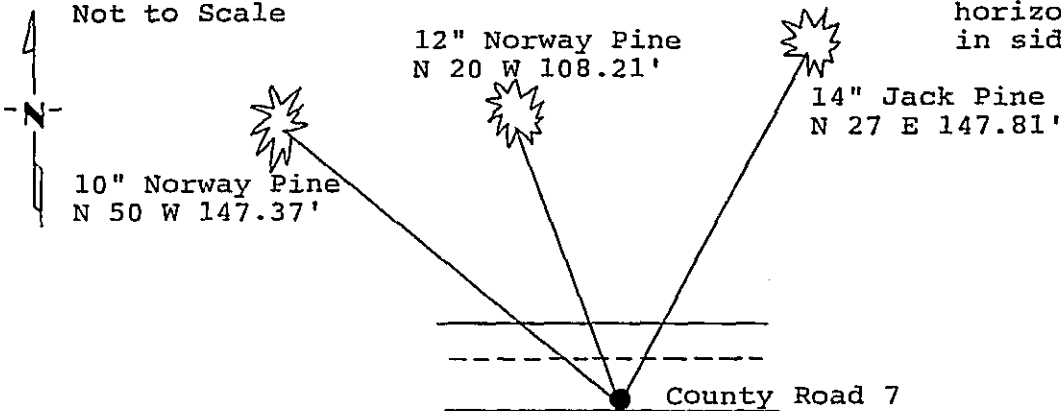 Not to Scale
horizo
in sid
12" Norway Pine
N 20 W 108.21'
-N-
14" Jack Pine
N 27 E 147.81'
10" Norway Pine
N 50 W 147.37'
County Road 7